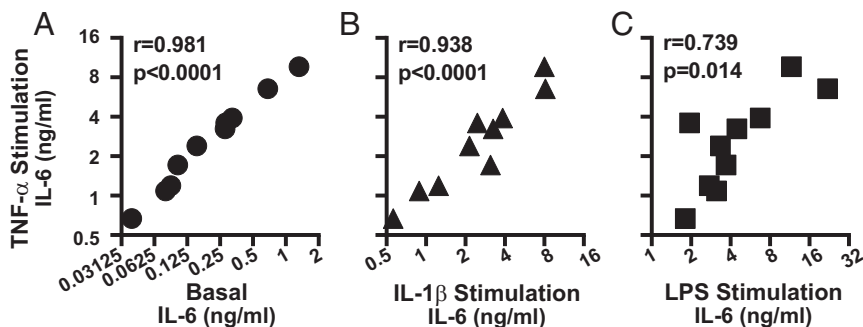 A
B
C
r=0.981
p<0.0001
r=0.938
p<0.0001
r=0.739
p=0.014
TNF-α Stimulation
IL-6 (ng/ml)
16
8
4
2
1
0.5
0.03125
0.0625
0.125
0.25
0.5
1
2
0.5
1
2
4
8
16
1
2
4
8
16
32
Basal
IL-6 (ng/ml)
IL-1β Stimulation
IL-6 (ng/ml)
LPS Stimulation
IL-6 (ng/ml)